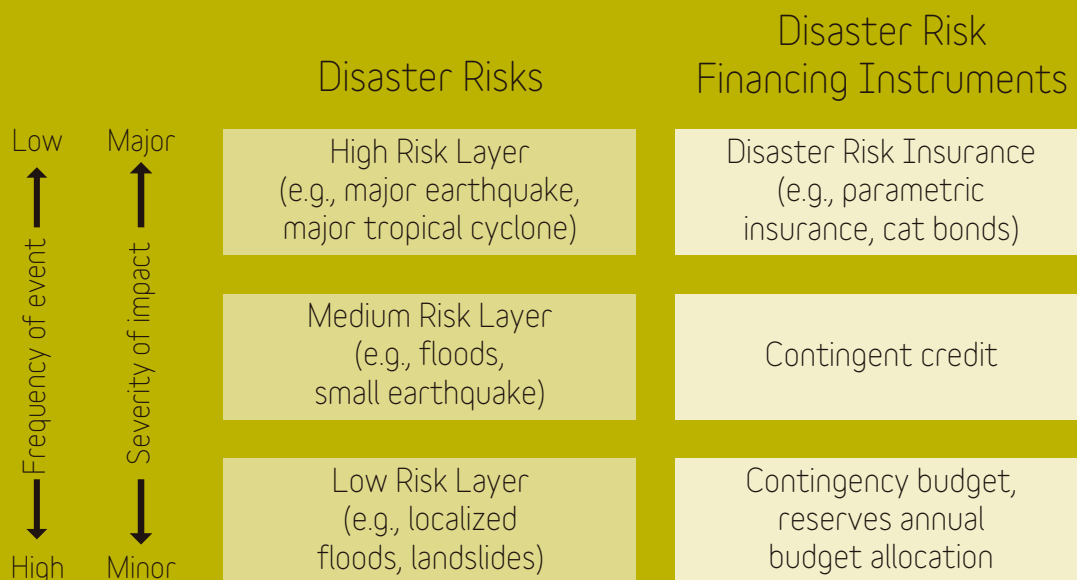 Disaster Risks
Disaster Risk
Financing Instruments
Low
Major
Frequency of event
Severity of impact
High
Minor
High Risk Layer
(e.g., major earthquake,
major tropical cyclone)
Disaster Risk Insurance
(e.g., parametric
insurance, cat bonds)
Medium Risk Layer
(e.g., floods,
small earthquake)
Contingent credit
Low Risk Layer
(e.g., localized
floods, landslides)
Contingency budget,
reserves annual
budget allocation